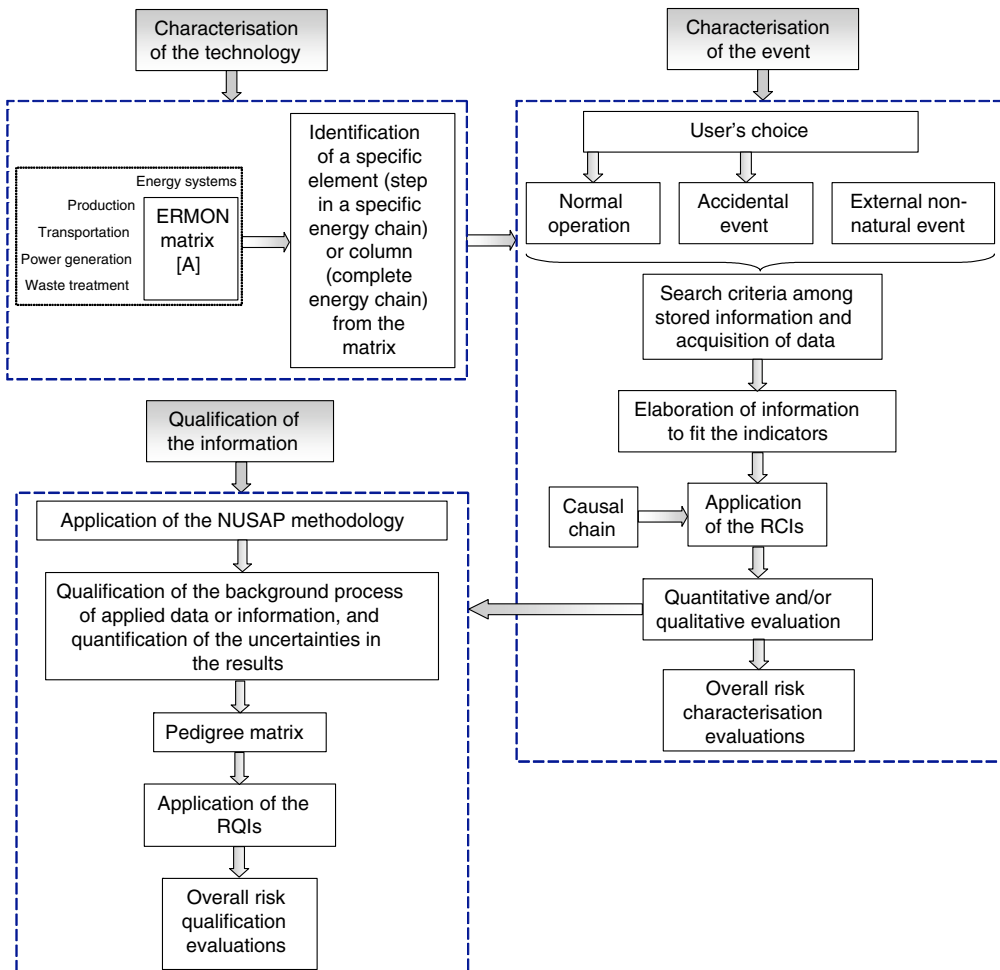 Characterisation
of the technology
Energy systems
Production
Transportation
Power generation
Waste treatment
ERMON
matrix
[A]
Identification
of a specific
element (step
in a specific
energy chain)
or column
(complete
energy chain)
from the
matrix
Characterisation
of the event
User's choice
Normal
operation
Accidental
event
External non-
natural event
Search criteria among
stored information and
acquisition of data
Elaboration of information
to fit the indicators
Causal
chain
Application
of the RCIs
Quantitative and/or
qualitative evaluation
Overall risk
characterisation
evaluations
Qualification of
the information
Application of the NUSAP methodology
Qualification of the background process
of applied data or information, and
quantification of the uncertainties in
the results
Pedigree matrix
Application of the
RQIs
Overall risk
qualification
evaluations